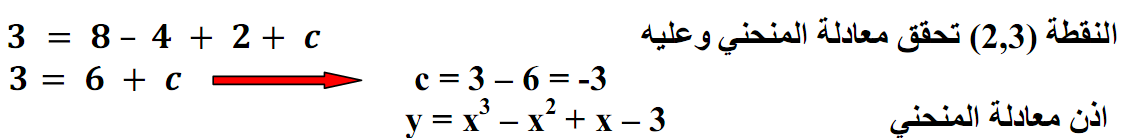 النقطة (2,3) تحقق معادلة المنحني وعليه 3 = 8 – 4 + 2 + c
3 = 6 + c c = 3 – 6 = -3
اذن معادلة المنحني y = x³ – x² + x – 3